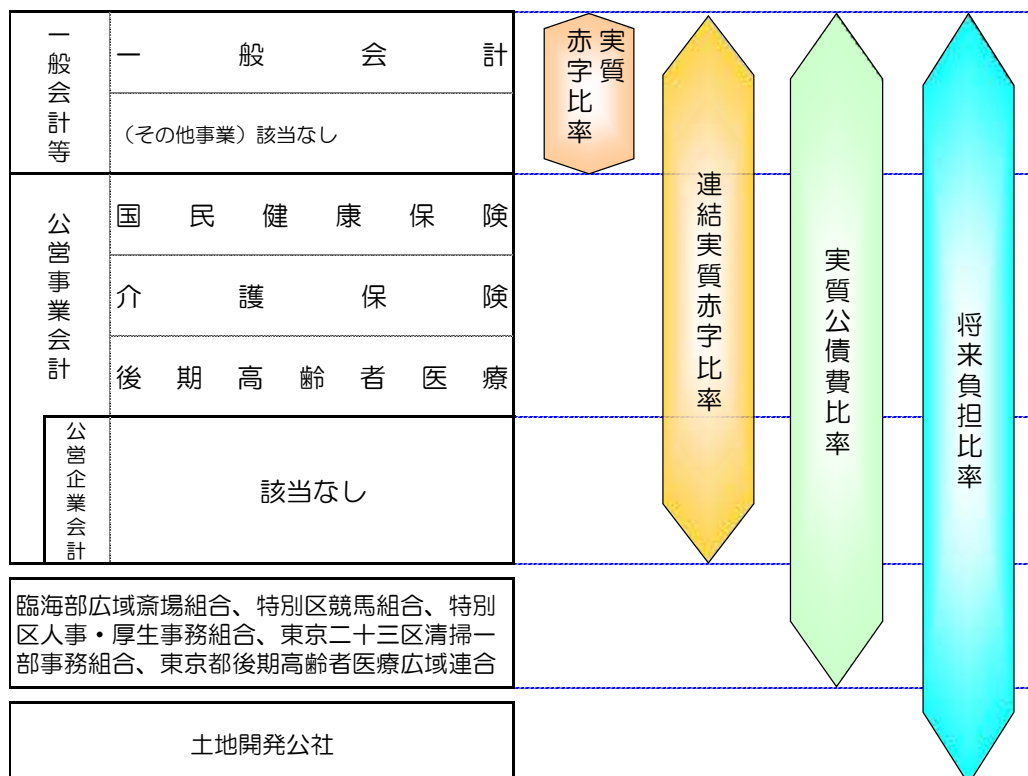 一般会計等
一般会計
（その他事業）該当なし
公営事業会計
国民健康保険
介護保険
後期高齢者医療
公営企業会計
該当なし
臨海部広域斎場組合、特別区競馬組合、特別
区人事・厚生事務組合、東京二十三区清掃一
部事務組合、東京都後期高齢者医療広域連合
土地開発公社
実質
赤字比率
連結実質赤字比率
実質公債費比率
将来負担比率